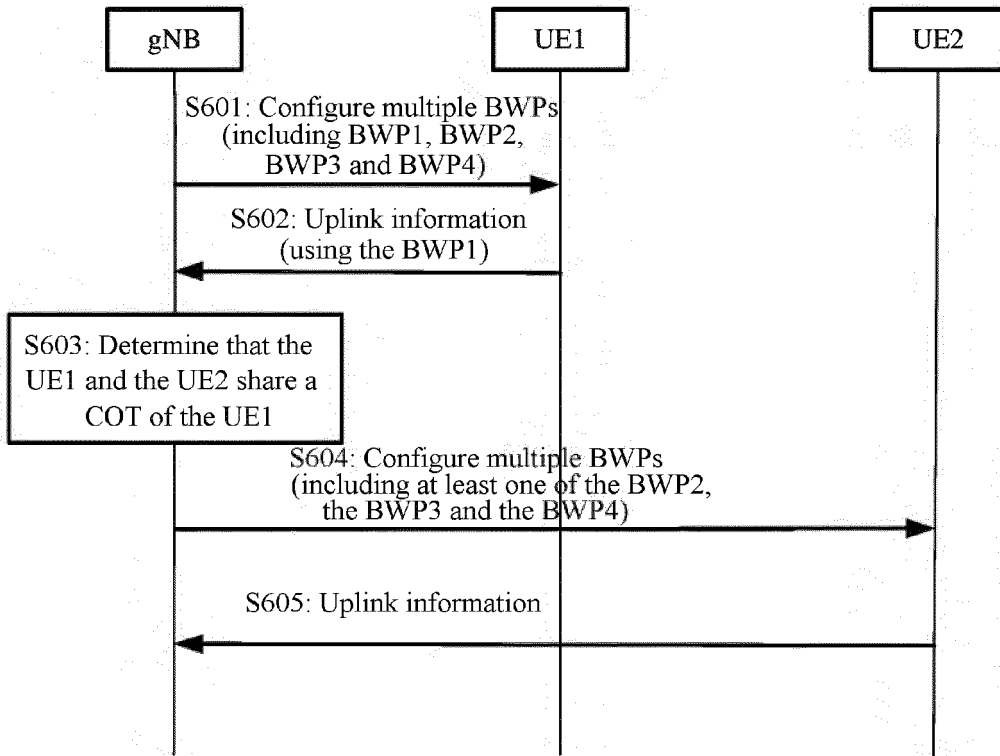 gNB
UE1
UE2
S601: Configure multiple BWPs
(including BWP1, BWP2,
BWP3 and BWP4)
S602: Uplink information
(using the BWP1)
S603: Determine that the
UE1 and the UE2 share a
COT of the UE1
S604: Configure multiple BWPs
(including at least one of the BWP2,
the BWP3 and the BWP4)
S605: Uplink information